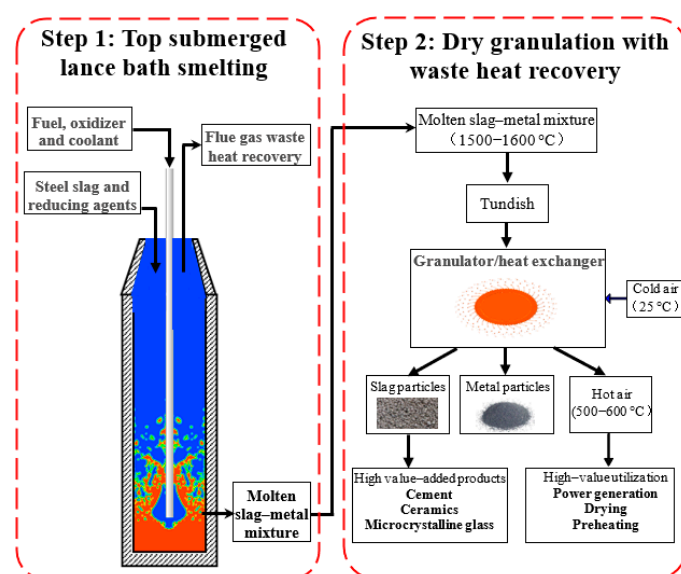 Step 1: Top submerged
lance bath smelting
Fuel, oxidizer
and coolant
Flue gas waste
heat recovery
Steel slag and
reducing agents
Molten
slag–metal
mixture
Step 2: Dry granulation with
waste heat recovery
Molten slag–metal mixture
（1500–1600 °C）
Tundish
Granulator/heat exchanger
Cold air
（25 °C）
Slag particles
Metal particles
Hot air
(500–600 °C）
High value–added products
Cement
Ceramics
Microcrystalline glass
High–value utilization
Power generation
Drying
Preheating